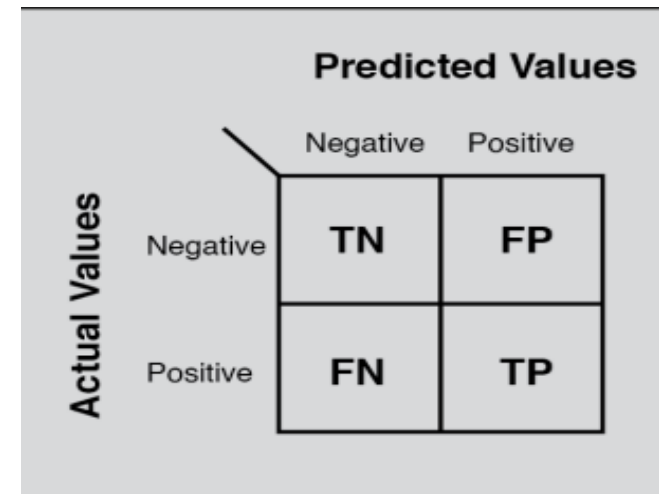 Predicted Values
Negative Positive
Actual Values
Negative TN FP
Positive FN TP